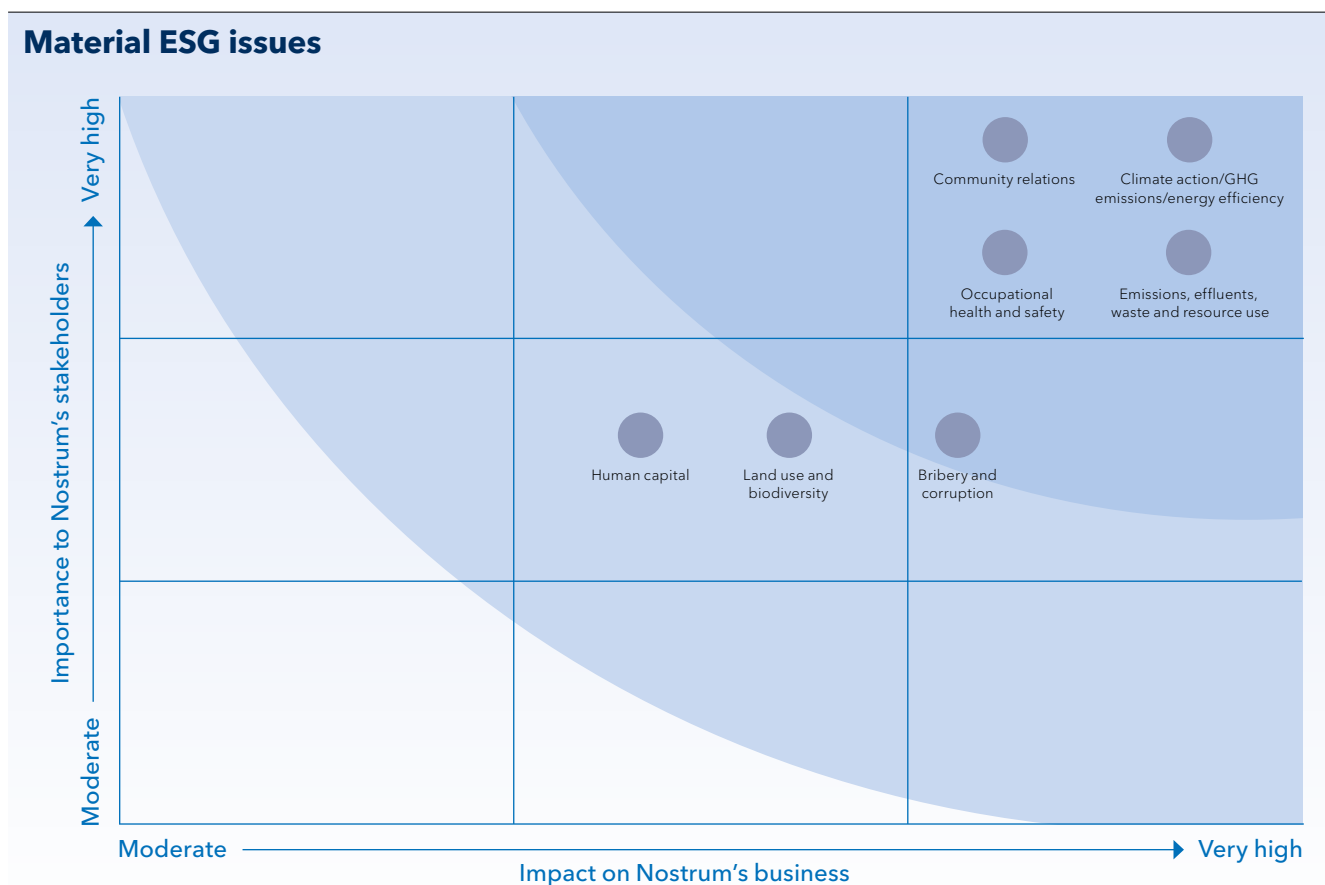 Material ESG issues
Very high
Importance to Nostrum's stakeholders
Moderate
Community relations
Climate action/GHG
emissions/energy efficiency
Occupational
health and safety
Emissions, effluents,
waste and resource use
Human capital
Land use and
biodiversity
Bribery and
corruption
Moderate
Very high
Impact on Nostrum's business